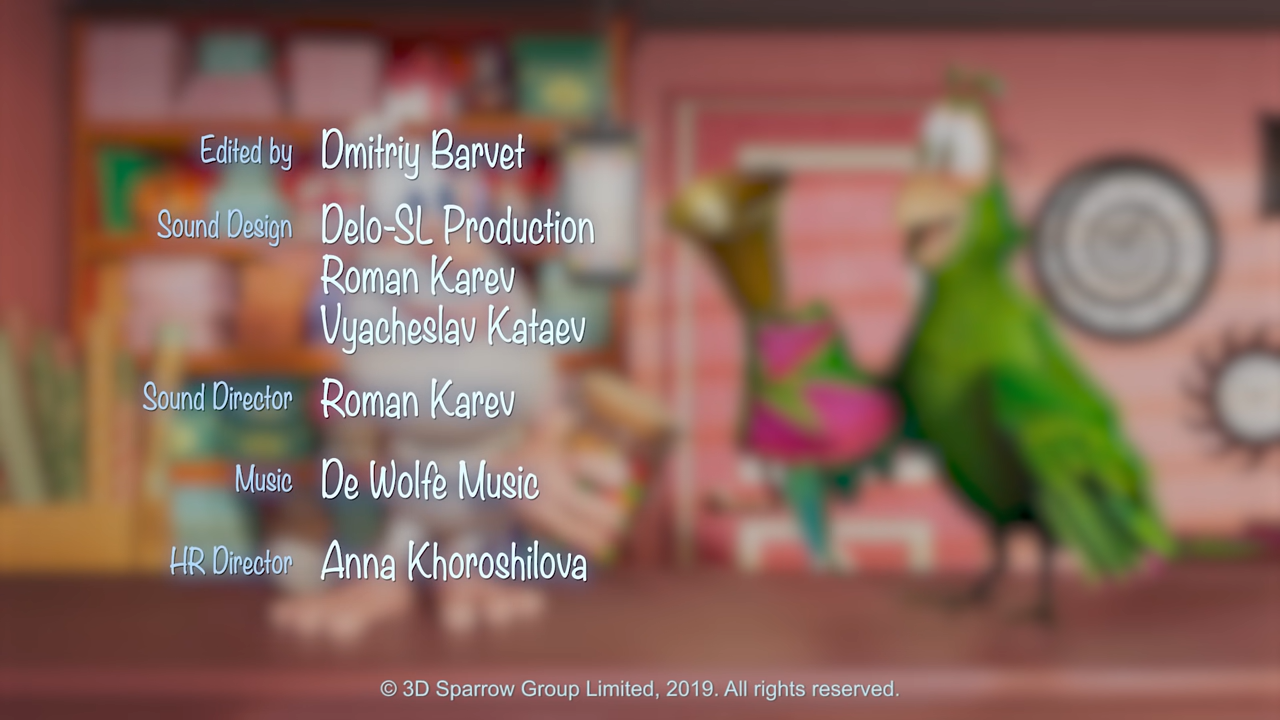 Edited by Dmitriy Barvet
Sound Design Delo-SL Production
Roman Karev
Vyacheslav Kataev
Sound Director Roman Karev
Music De Wolfe Music
HR Director Anna Khoroshilova
© 3D Sparrow Group Limited, 2019. All rights reserved.